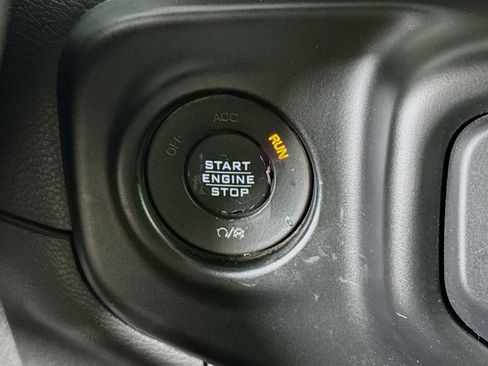 OFF
ACC
RUN
START
ENGINE
STOP